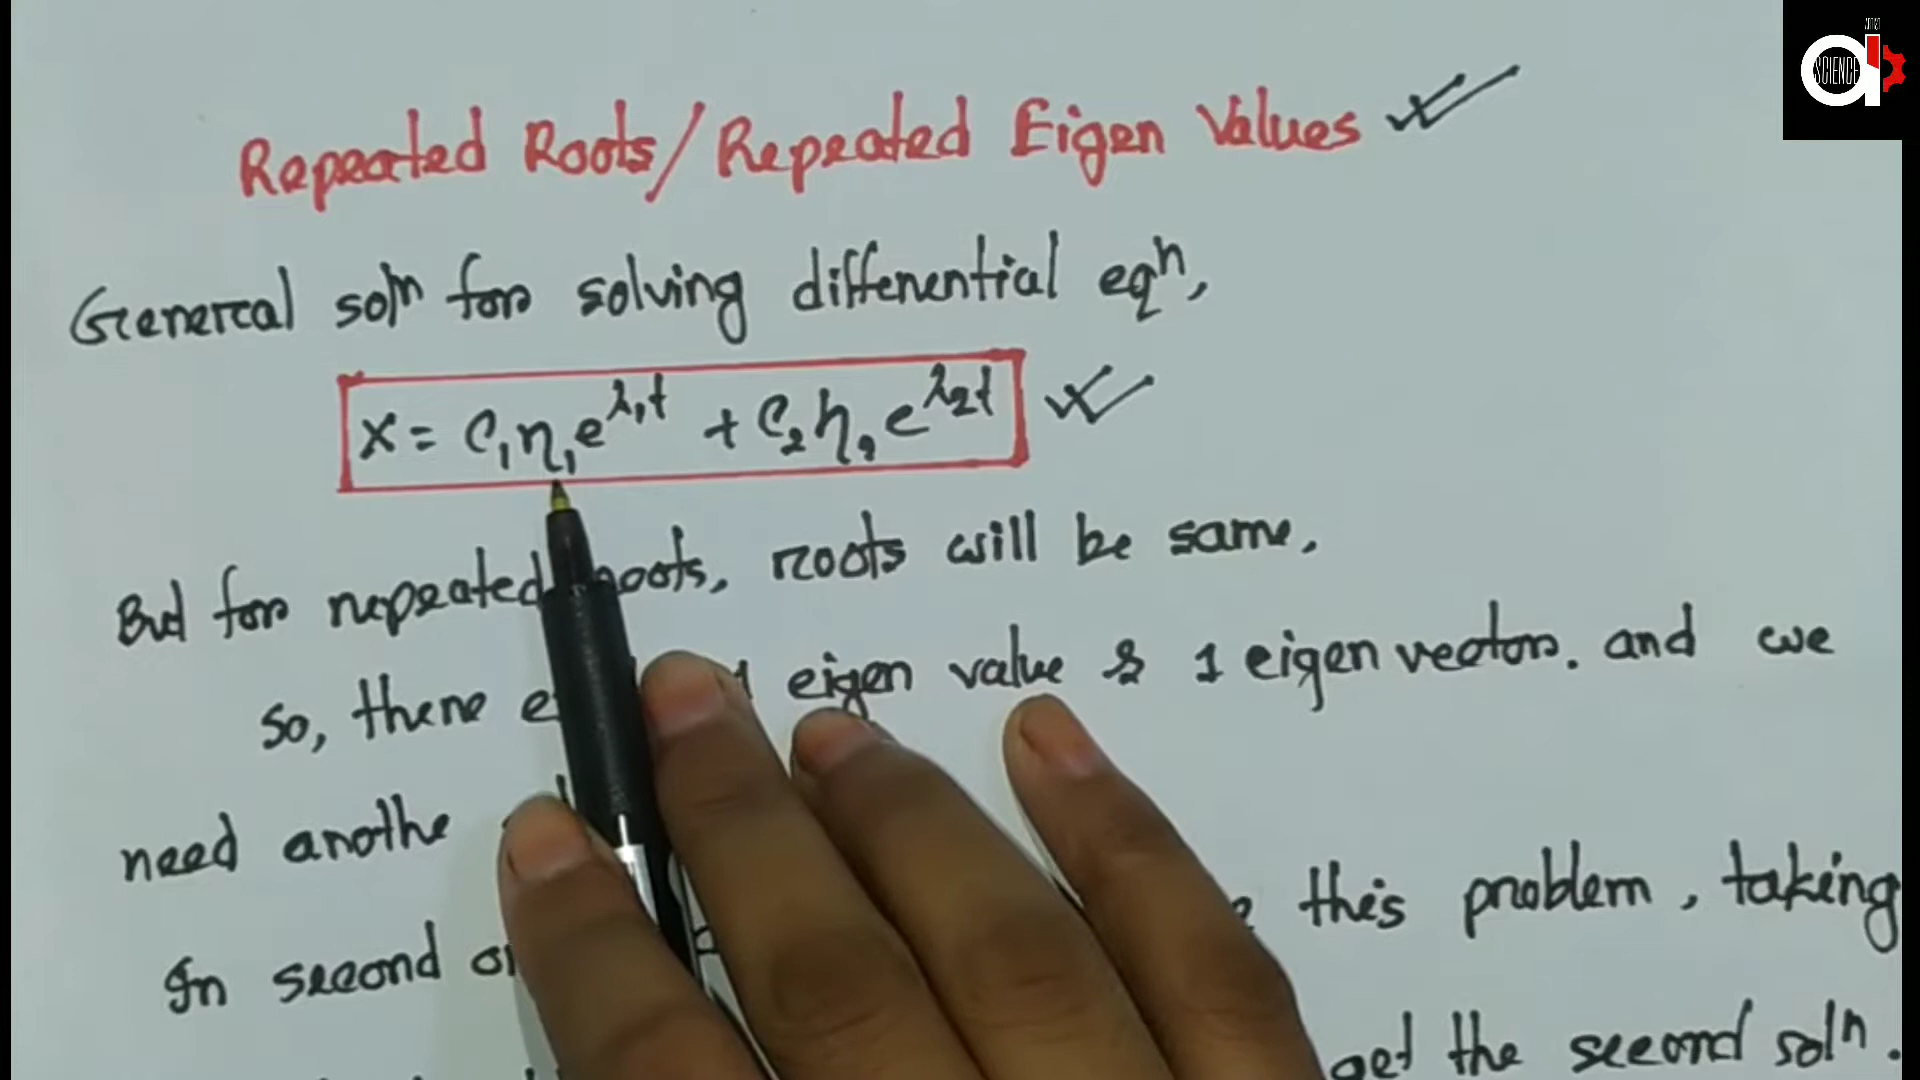 Repeated Roots/Repeated Eigen Values
General solⁿ for solving differential eqⁿ,
x = c₁η₁e^λ₁t + c₂η₂e^λ₂t
But for repeated roots, roots will be same.
so, there eigen value & 1 eigen vector. and we
need anothe
In second this problem, taking
get the second solⁿ.
SCIENCE